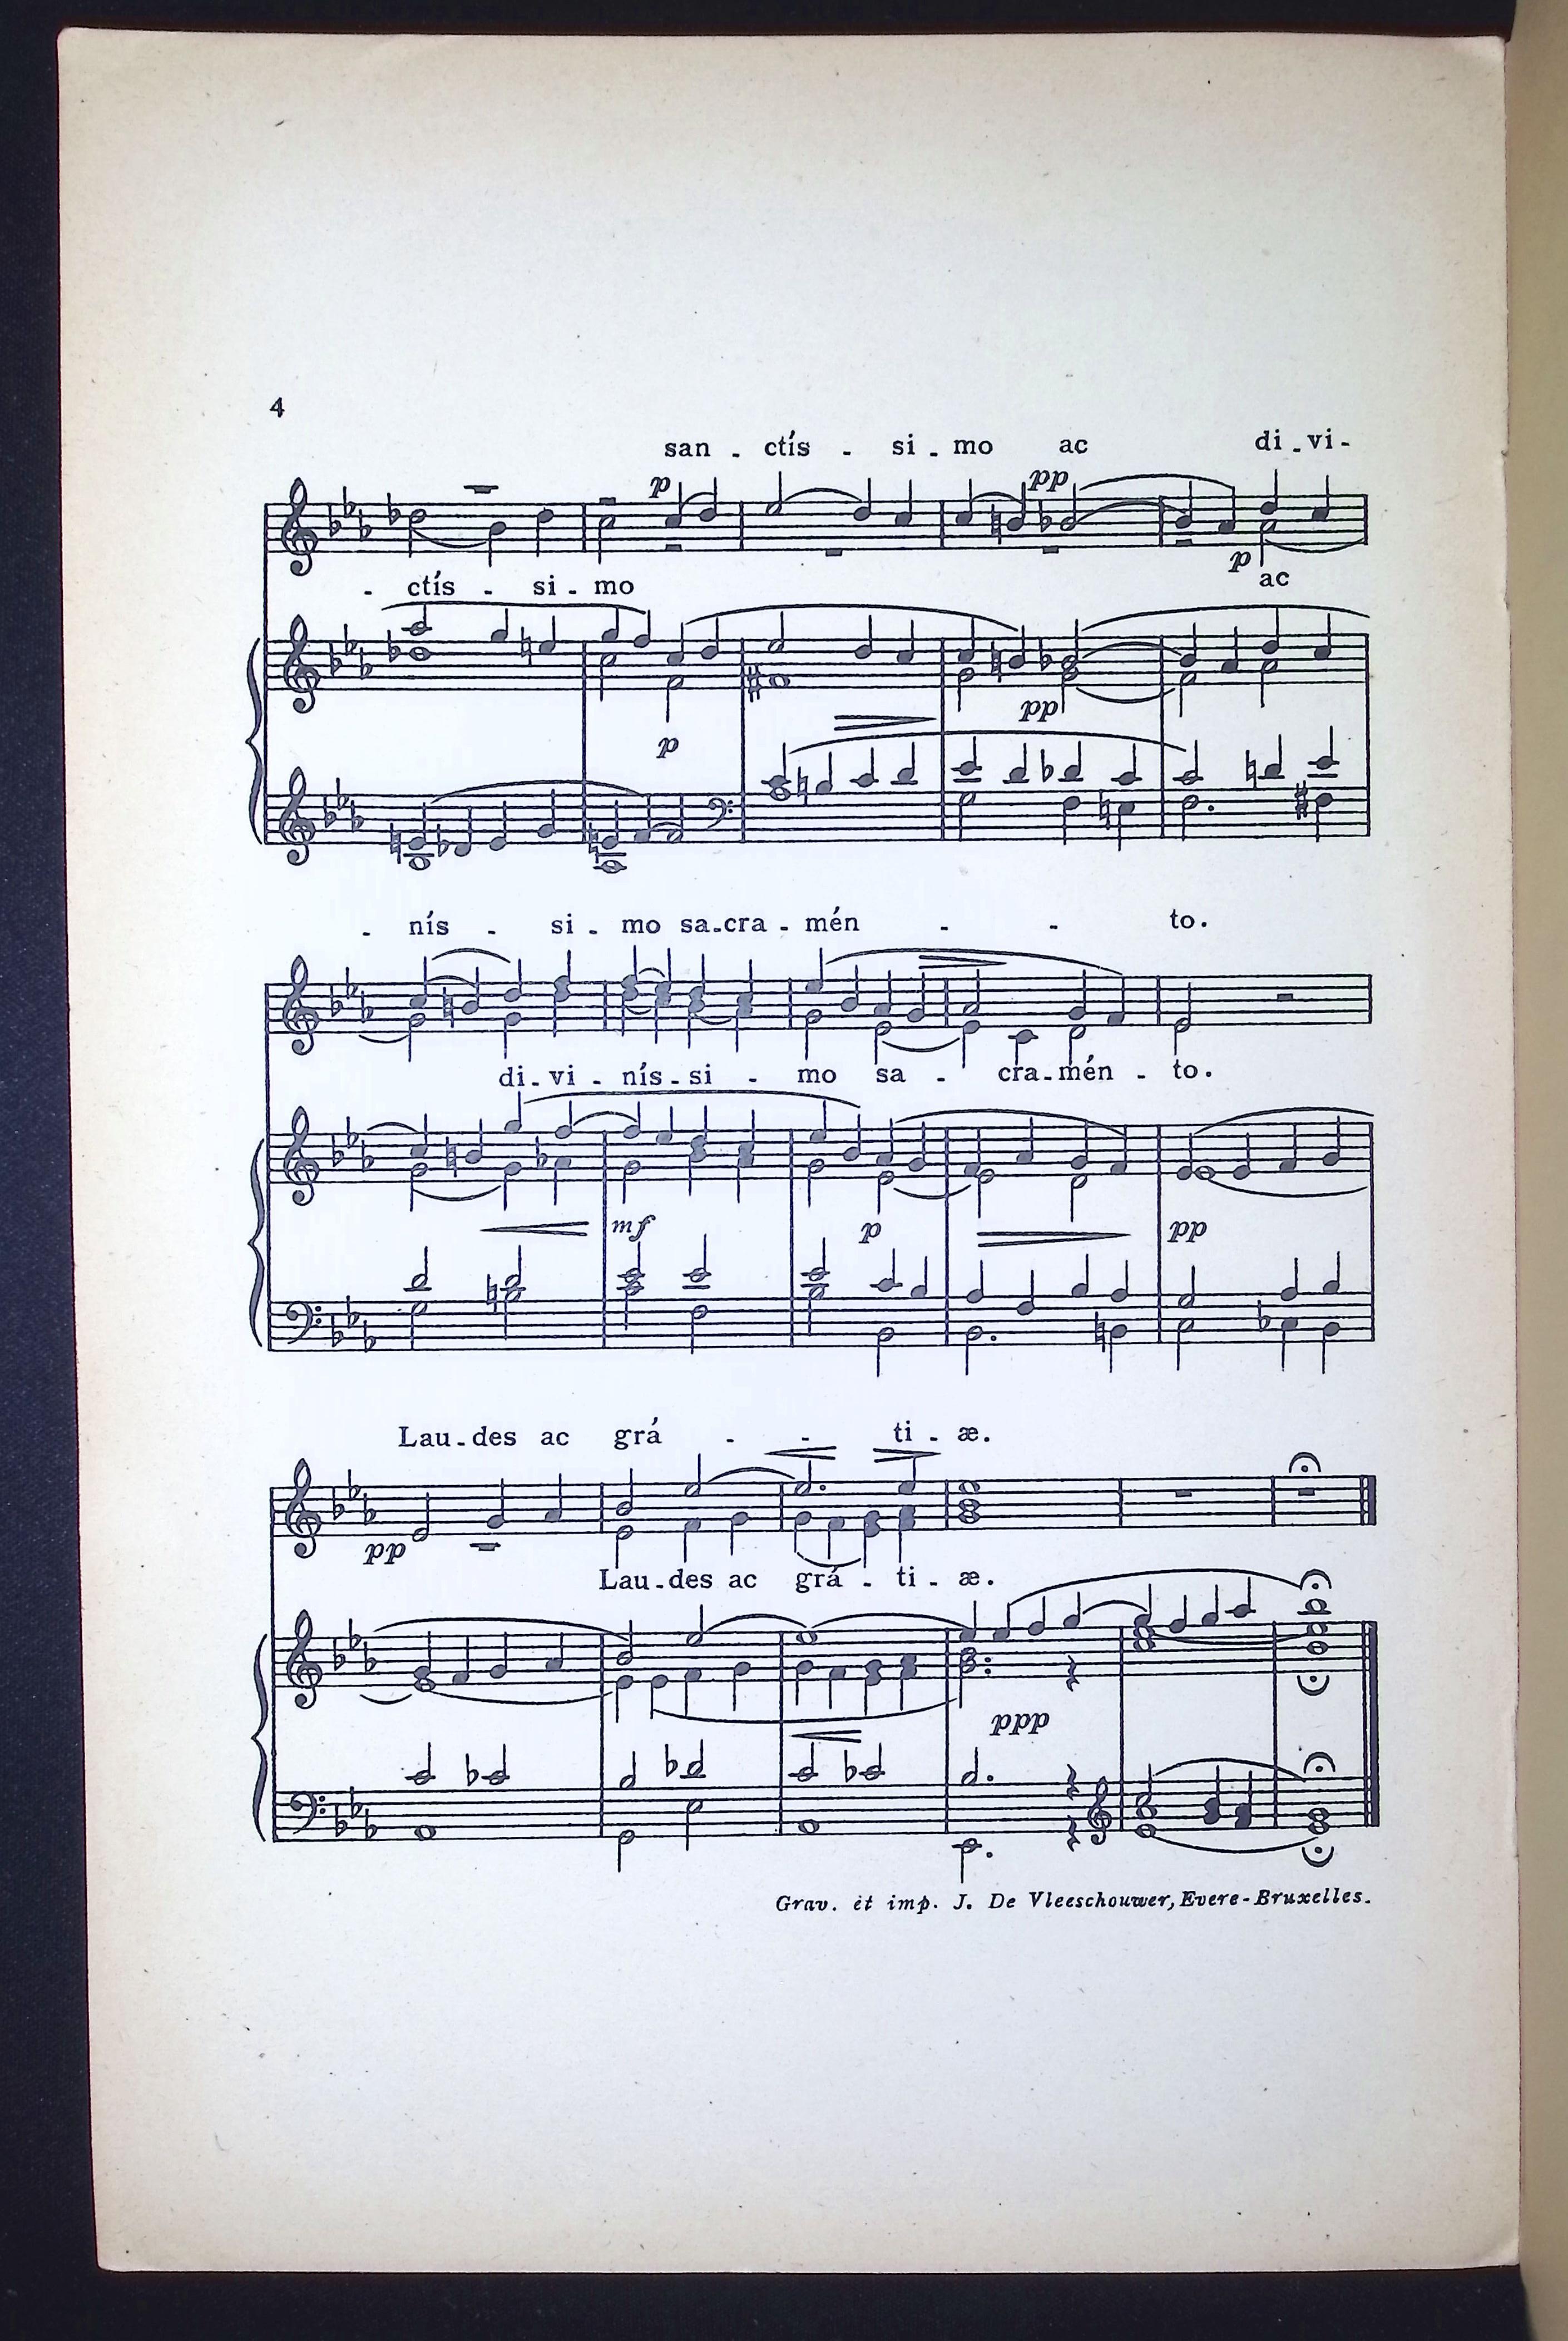 4
san . ctís . si . mo ac di . vi -
p pp
p
- ctís - si . mo ac
p pp
- nís - si . mo sa . cra - mén - - to.
di . vi - nís - si - mo sa - cra - mén - to.
mf p pp
Lau . des ac grá - - ti . æ.
pp
Lau . des ac grá . ti . æ.
ppp
Grav. èt imp. J. De Vleeschouwer, Evere - Bruxelles.